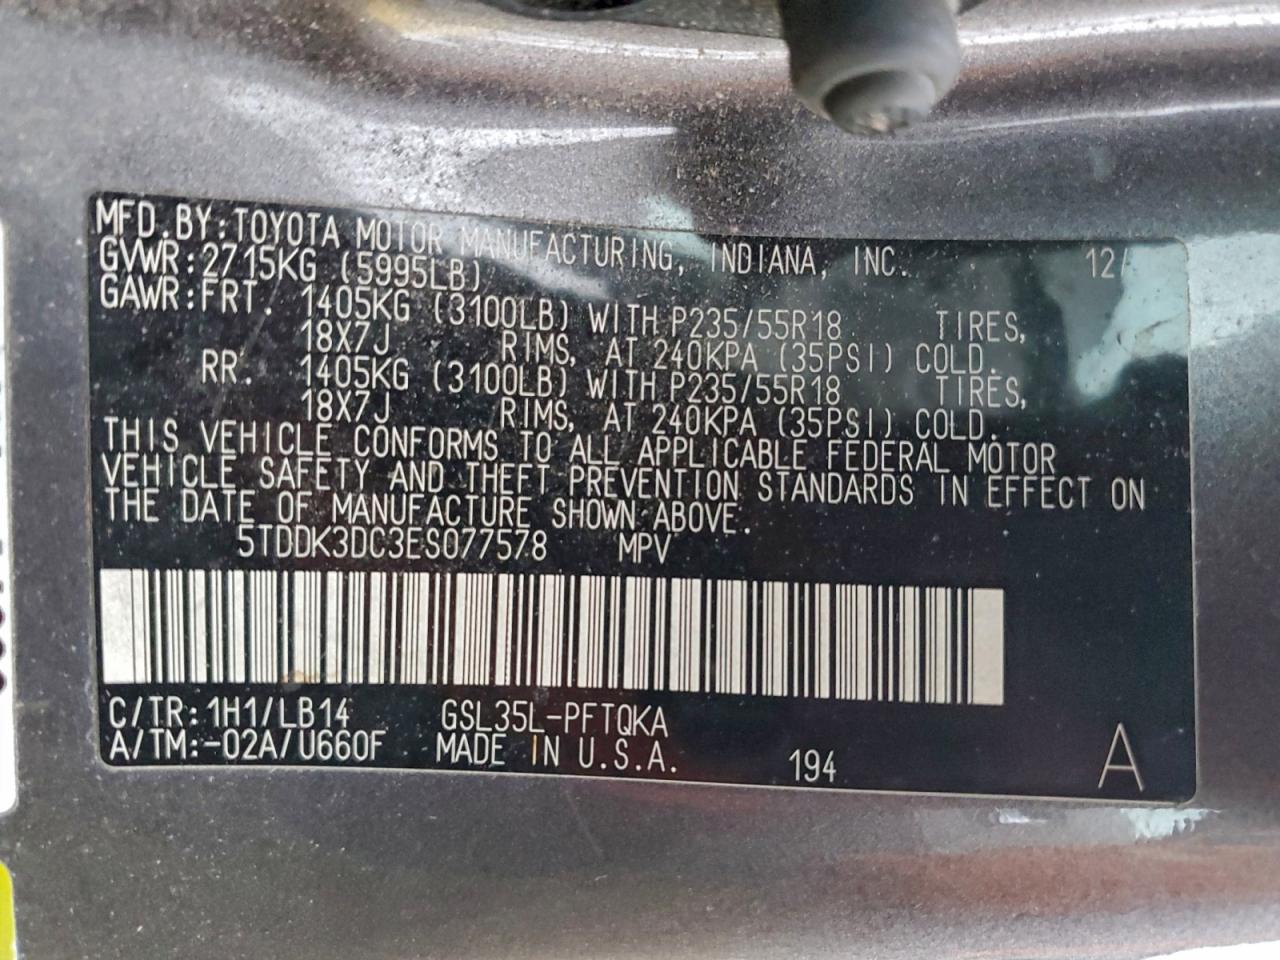 MFD.BY:TOYOTA MOTOR MANUFACTURING, INDIANA, INC. 12/
GVWR:2715KG (5995LB)
GAWR:FRT. 1405KG (3100LB) WITH P235/55R18 TIRES,
18X7J RIMS, AT 240KPA (35PSI) COLD.
RR. 1405KG (3100LB) WITH P235/55R18 TIRES,
18X7J RIMS, AT 240KPA (35PSI) COLD.
THIS VEHICLE CONFORMS TO ALL APPLICABLE FEDERAL MOTOR
VEHICLE SAFETY AND THEFT PREVENTION STANDARDS IN EFFECT ON
THE DATE OF MANUFACTURE SHOWN ABOVE.
5TDDK3DC3ES077578 MPV
C/TR:1H1/LB14 GSL35L-PFTQKA
A/TM:-02A/U660F MADE IN U.S.A. 194 A